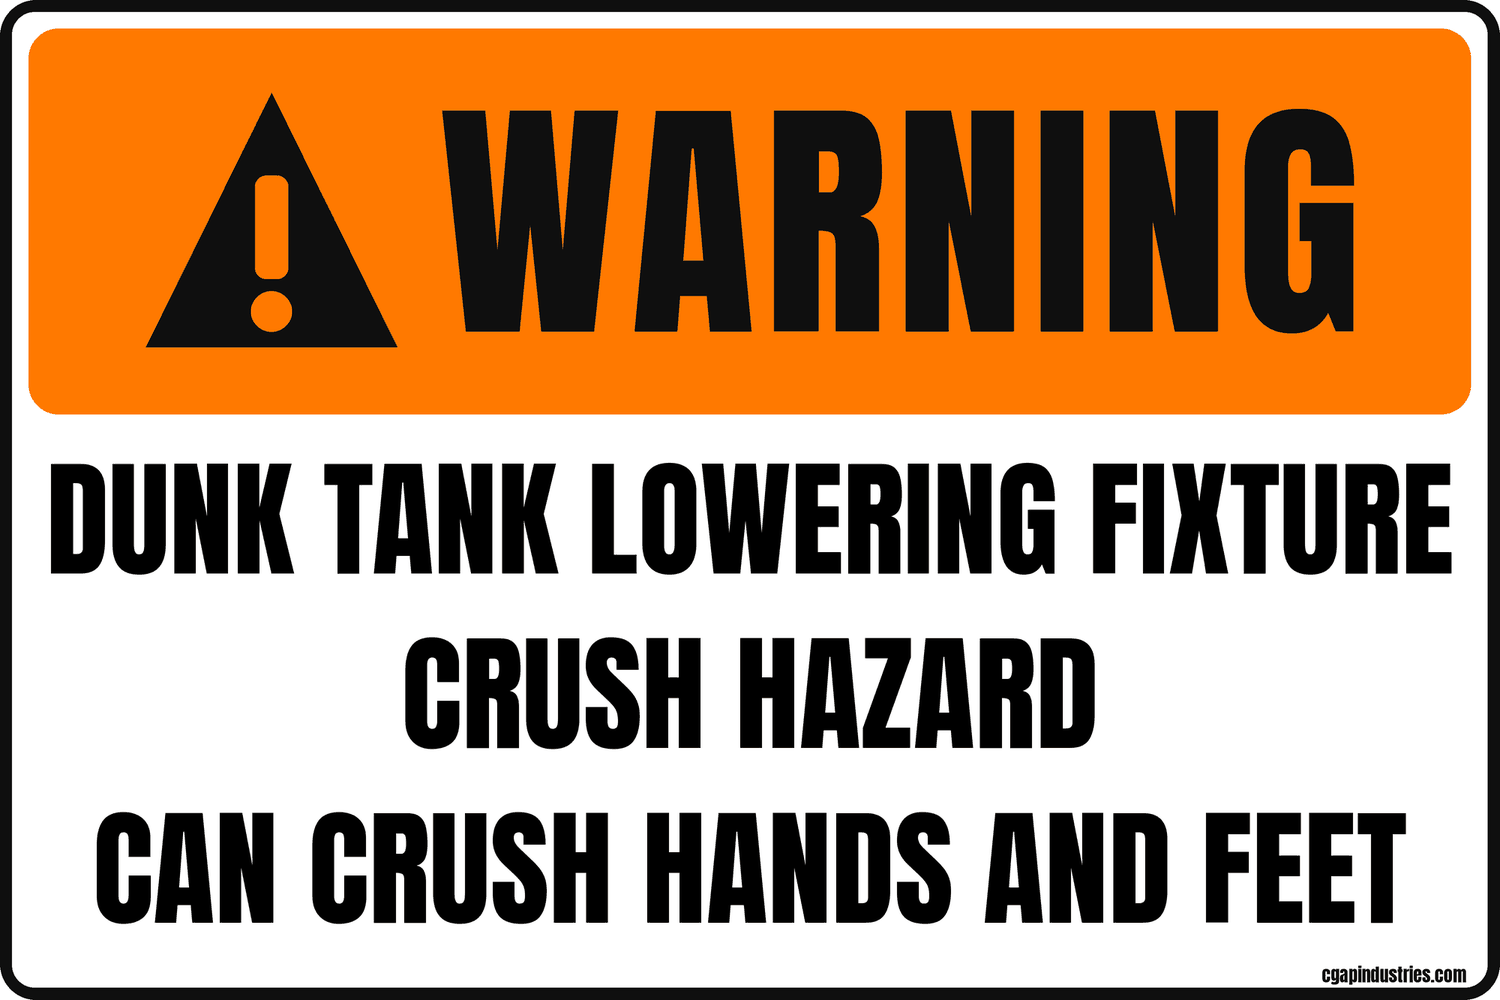 WARNING
DUNK TANK LOWERING FIXTURE
CRUSH HAZARD
CAN CRUSH HANDS AND FEET
cgapindustries.com